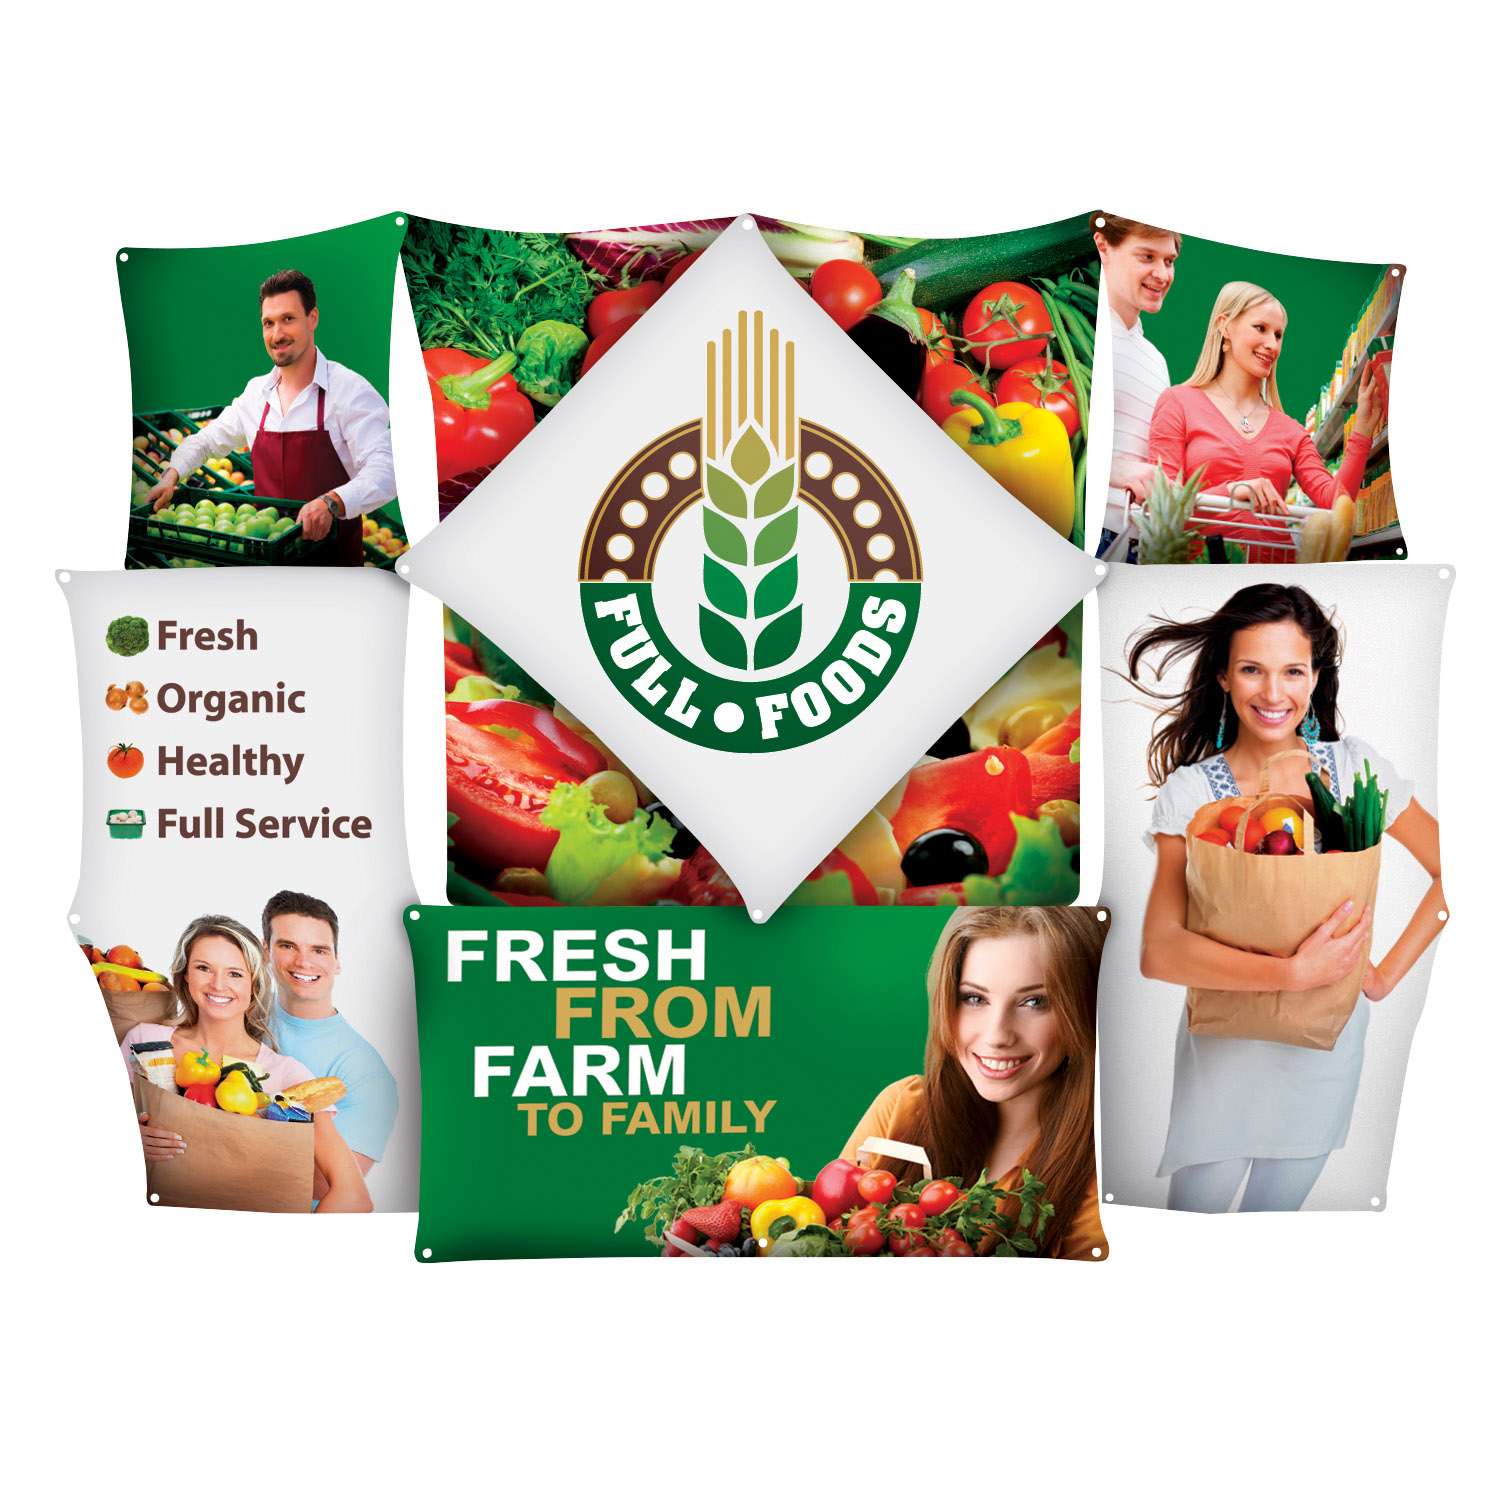 FULL • FOODS
Fresh
Organic
Healthy
Full Service
FRESH
FROM
FARM
TO FAMILY